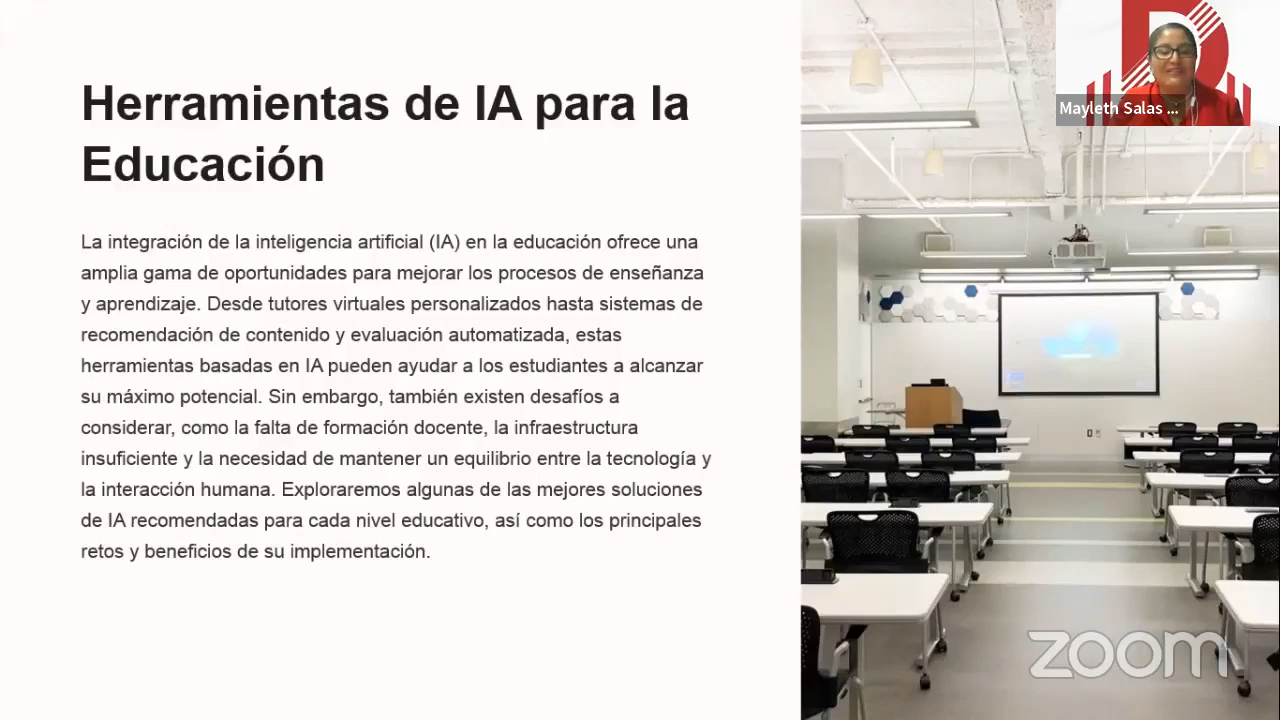 Herramientas de IA para la
Educación
La integración de la inteligencia artificial (IA) en la educación ofrece una
amplia gama de oportunidades para mejorar los procesos de enseñanza
y aprendizaje. Desde tutores virtuales personalizados hasta sistemas de
recomendación de contenido y evaluación automatizada, estas
herramientas basadas en IA pueden ayudar a los estudiantes a alcanzar
su máximo potencial. Sin embargo, también existen desafíos a
considerar, como la falta de formación docente, la infraestructura
insuficiente y la necesidad de mantener un equilibrio entre la tecnología y
la interacción humana. Exploraremos algunas de las mejores soluciones
de IA recomendadas para cada nivel educativo, así como los principales
retos y beneficios de su implementación.
Mayleth Salas ...
zoom